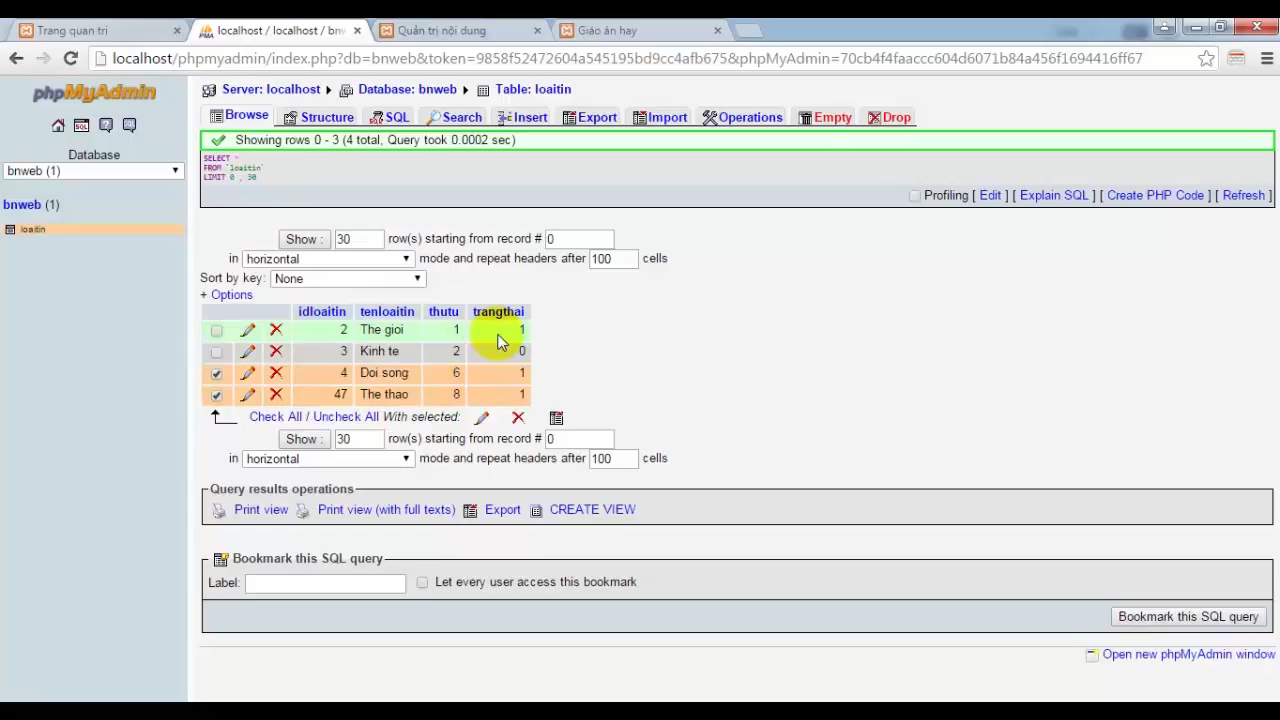 Trang quan tri
localhost / localhost / bnw
Quản trị nội dung
Giáo án hay
localhost/phpmyadmin/index.php?db=bnweb&token=9858f52472604a545195bd9cc4afb675&phpMyAdmin=70cb4f4faaccc604d6071b84a456f1694416ff67
phpMyAdmin
Server: localhost Database: bnweb Table: loaitin
Browse Structure SQL Search Insert Export Import Operations Empty Drop
Showing rows 0 - 3 (4 total, Query took 0.0002 sec)
SELECT *
FROM `loaitin`
LIMIT 0 , 30
Profiling [ Edit ] [ Explain SQL ] [ Create PHP Code ] [ Refresh ]
SQL
Database
bnweb (1)
bnweb (1)
loaitin
Show : 30 row(s) starting from record # 0
in horizontal mode and repeat headers after 100 cells
Sort by key: None
+ Options
idloaitin tenloaitin thutu trangthai
2 The gioi 1 1
3 Kinh te 2 0
4 Doi song 6 1
47 The thao 8 1
Check All / Uncheck All With selected:
Show : 30 row(s) starting from record # 0
in horizontal mode and repeat headers after 100 cells
Query results operations
Print view Print view (with full texts) Export CREATE VIEW
Bookmark this SQL query
Label: Let every user access this bookmark
Bookmark this SQL query
Open new phpMyAdmin window